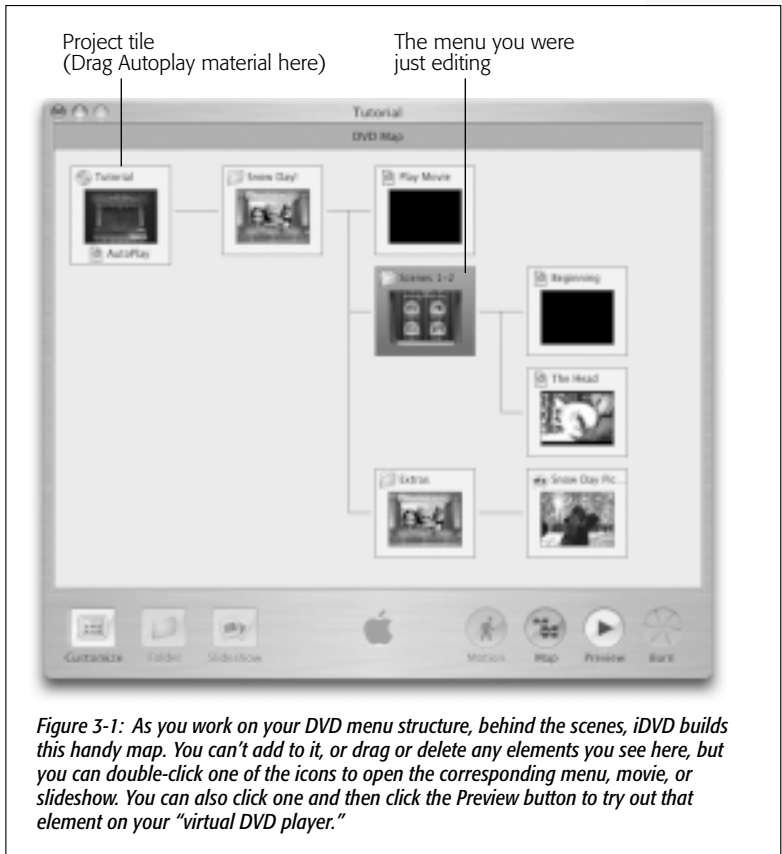 Project tile
(Drag Autoplay material here)
The menu you were
just editing
Tutorial
DVD Map
Tutorial
AutoPlay
Snow Day!
Play Movie
Scenes 1-2
Beginning
The Head
Extras
Snow Day Pic...
Customize
Folder
Slideshow
Motion
Map
Preview
Burn
Figure 3-1: As you work on your DVD menu structure, behind the scenes, iDVD builds
this handy map. You can’t add to it, or drag or delete any elements you see here, but
you can double-click one of the icons to open the corresponding menu, movie, or
slideshow. You can also click one and then click the Preview button to try out that
element on your “virtual DVD player.”